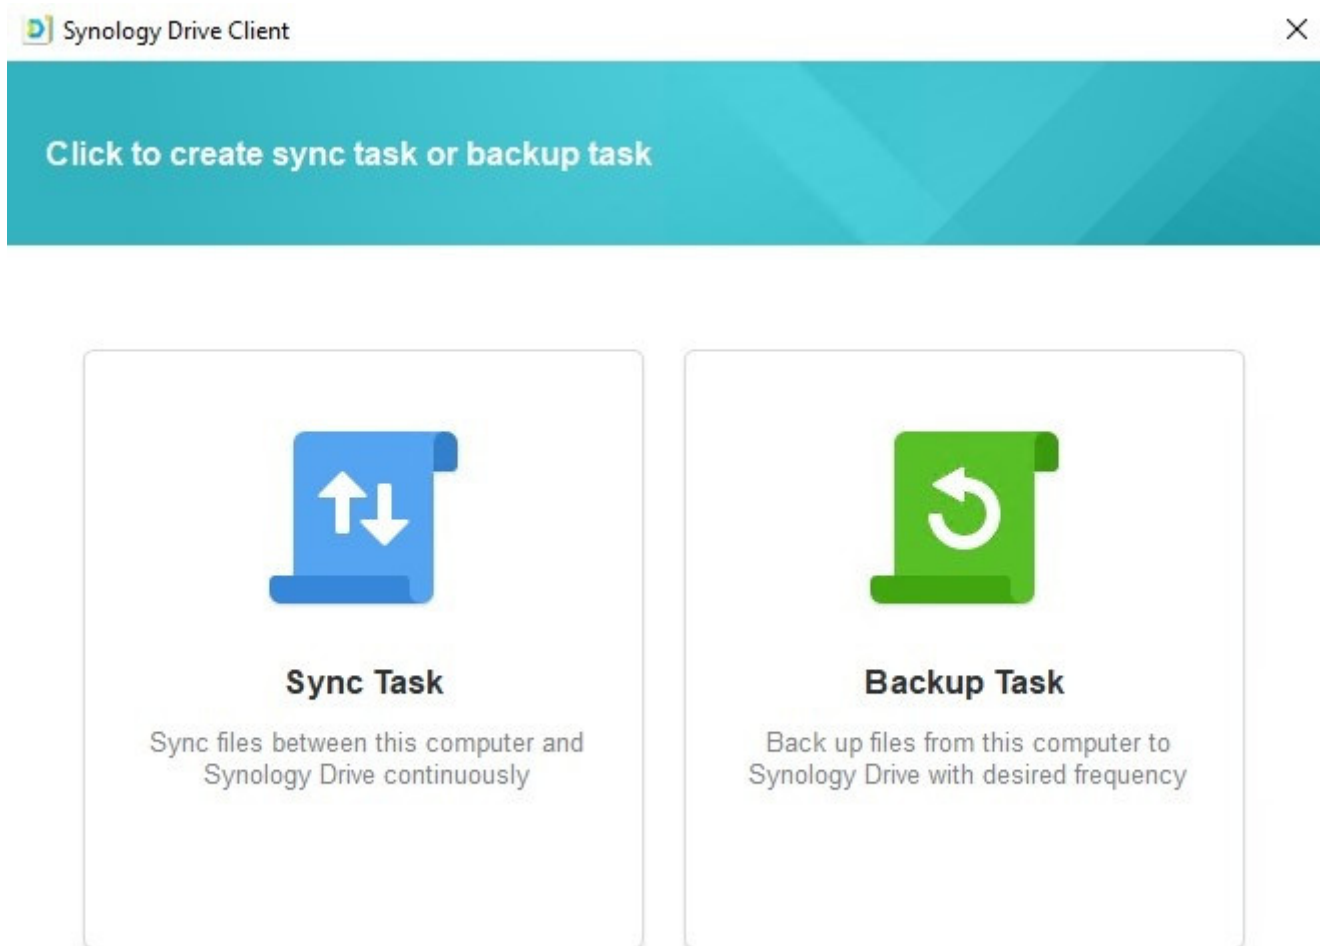 Synology Drive Client
Click to create sync task or backup task
Sync Task
Sync files between this computer and
Synology Drive continuously
Backup Task
Back up files from this computer to
Synology Drive with desired frequency